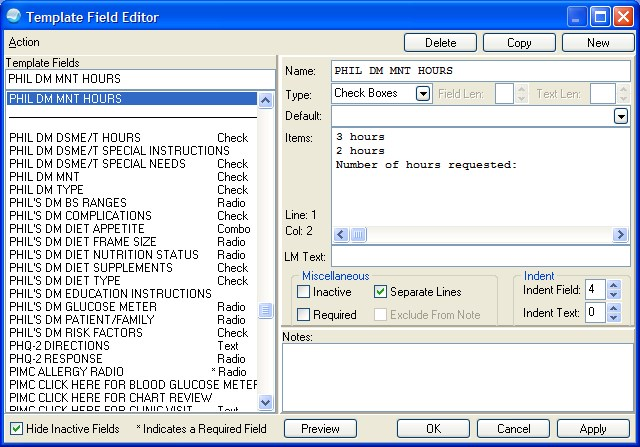 Template Field Editor
Action
Delete
Copy
New
Template Fields
PHIL DM MNT HOURS
PHIL DM MNT HOURS
PHIL DM DSME/T HOURS Check
PHIL DM DSME/T SPECIAL INSTRUCTIONS
PHIL DM DSME/T SPECIAL NEEDS Check
PHIL DM MNT Check
PHIL DM TYPE Check
PHIL'S DM BS RANGES Radio
PHIL'S DM COMPLICATIONS Check
PHIL'S DM DIET APPETITE Combo
PHIL'S DM DIET FRAME SIZE Radio
PHIL'S DM DIET NUTRITION STATUS Radio
PHIL'S DM DIET SUPPLEMENTS Check
PHIL'S DM DIET TYPE Check
PHIL'S DM EDUCATION INSTRUCTIONS
PHIL'S DM GLUCOSE METER Radio
PHIL'S DM PATIENT/FAMILY Radio
PHIL'S DM RISK FACTORS Check
PHQ-2 DIRECTIONS Text
PHQ-2 RESPONSE Radio
PIMC ALLERGY RADIO * Radio
PIMC CLICK HERE FOR BLOOD GLUCOSE METER
PIMC CLICK HERE FOR CHART REVIEW
PIMC CLICK HERE FOR CLINIC VISIT Text
Name: PHIL DM MNT HOURS
Type: Check Boxes Field Len: Text Len:
Default:
Items:
3 hours
2 hours
Number of hours requested:
Line: 1
Col: 2
LM Text:
Miscellaneous
Inactive
Separate Lines
Required
Exclude From Note
Indent
Indent Field: 4
Indent Text: 0
Notes:
Hide Inactive Fields
* Indicates a Required Field
Preview
OK
Cancel
Apply